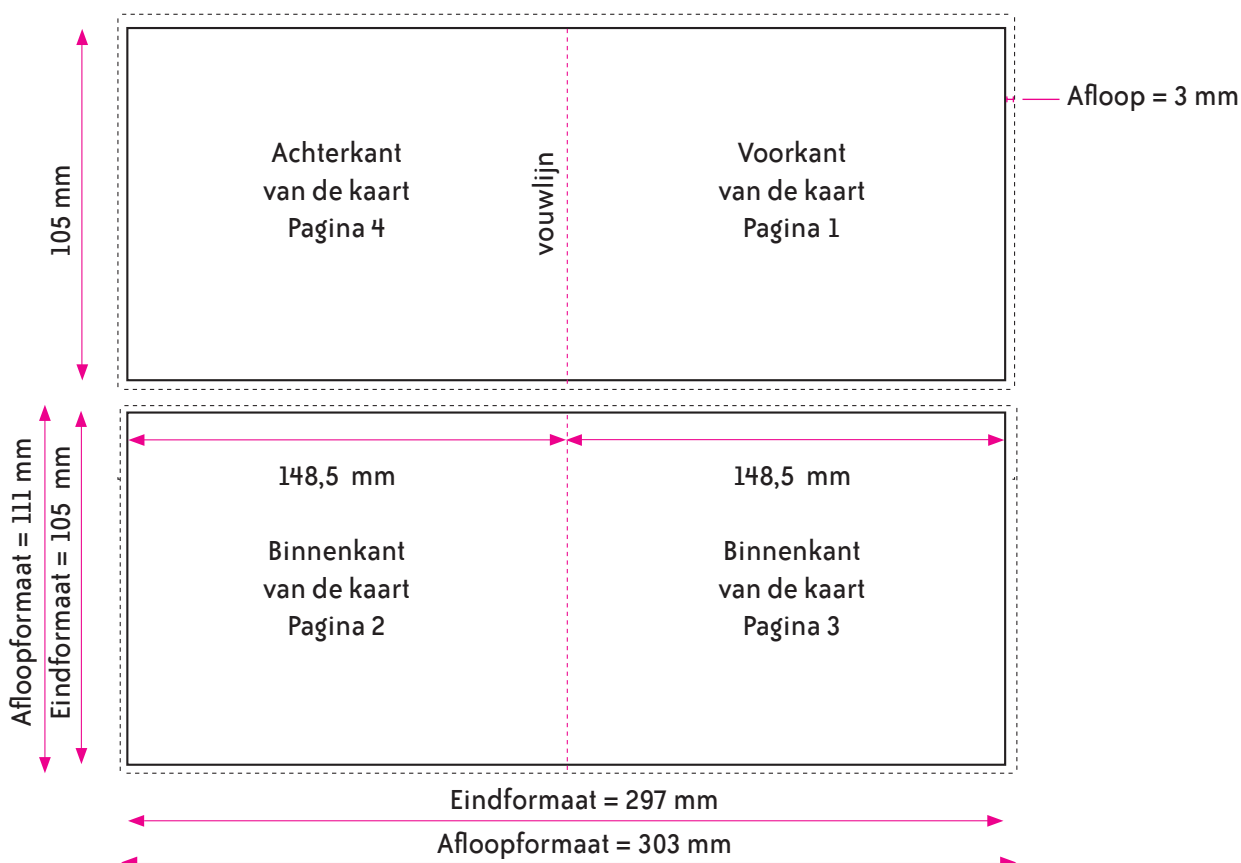 Afloop = 3 mm
105 mm
Achterkant
van de kaart
Pagina 4
vouwlijn
Voorkant
van de kaart
Pagina 1
Afloopformaat = 111 mm
Eindformaat = 105 mm
148,5 mm
148,5 mm
Binnenkant
van de kaart
Pagina 2
Binnenkant
van de kaart
Pagina 3
Eindformaat = 297 mm
Afloopformaat = 303 mm